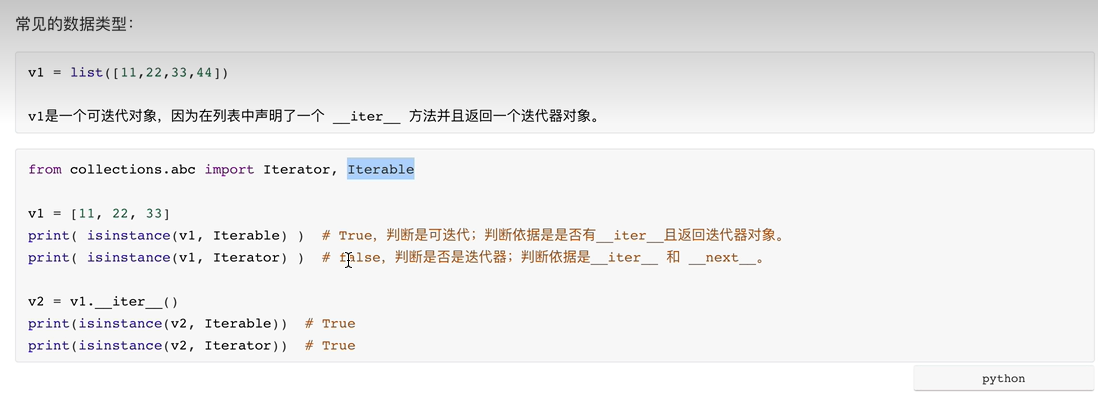 常见的数据类型：
v1 = list([11,22,33,44])
v1是一个可迭代对象，因为在列表中声明了一个 __iter__ 方法并且返回一个迭代器对象。
from collections.abc import Iterator, Iterable
v1 = [11, 22, 33]
print( isinstance(v1, Iterable) )  # True，判断是可迭代；判断依据是是否有__iter__且返回迭代器对象。
print( isinstance(v1, Iterator) )  # false，判断是否是迭代器；判断依据是__iter__ 和 __next__。
v2 = v1.__iter__()
print(isinstance(v2, Iterable))  # True
print(isinstance(v2, Iterator))  # True
python